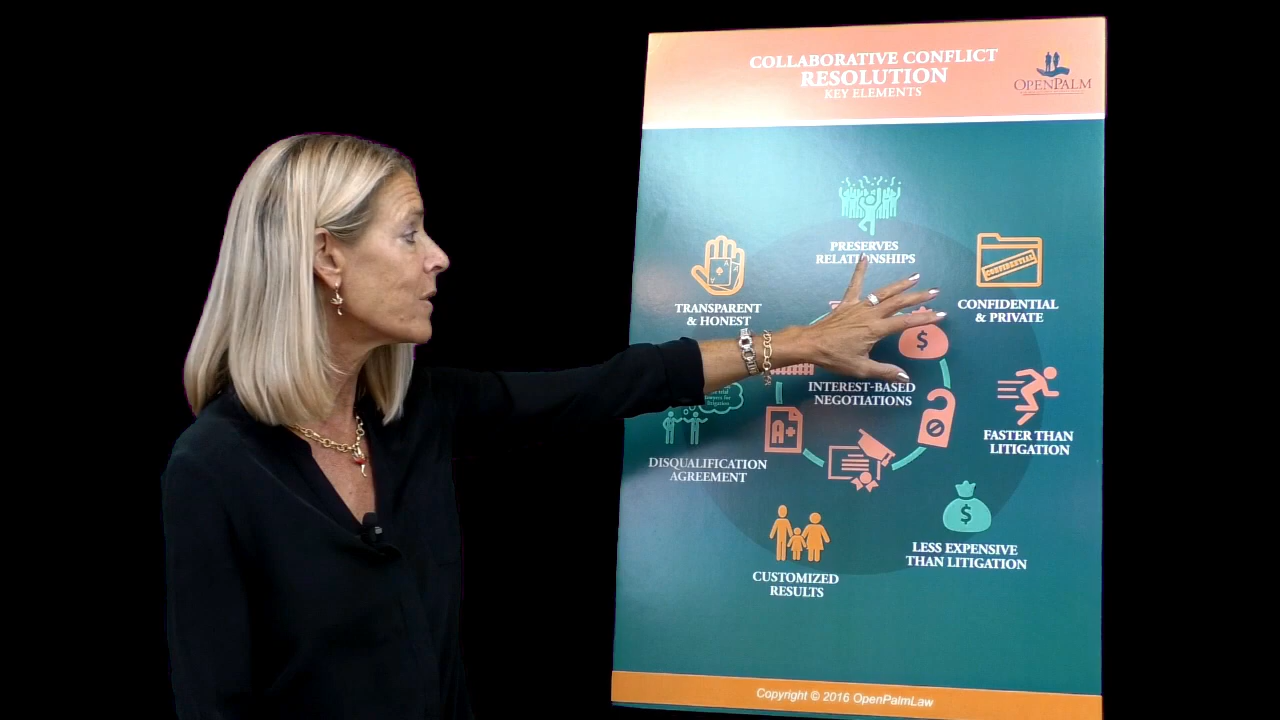 COLLABORATIVE CONFLICT
RESOLUTION
KEY ELEMENTS
OPENPALM
PRESERVES
RELATIONSHIPS
TRANSPARENT
& HONEST
CONFIDENTIAL
CONFIDENTIAL
& PRIVATE
$
INTEREST-BASED
NEGOTIATIONS
A+
FASTER THAN
LITIGATION
DISQUALIFICATION
AGREEMENT
$
LESS EXPENSIVE
THAN LITIGATION
CUSTOMIZED
RESULTS
Copyright © 2016 OpenPalmLaw